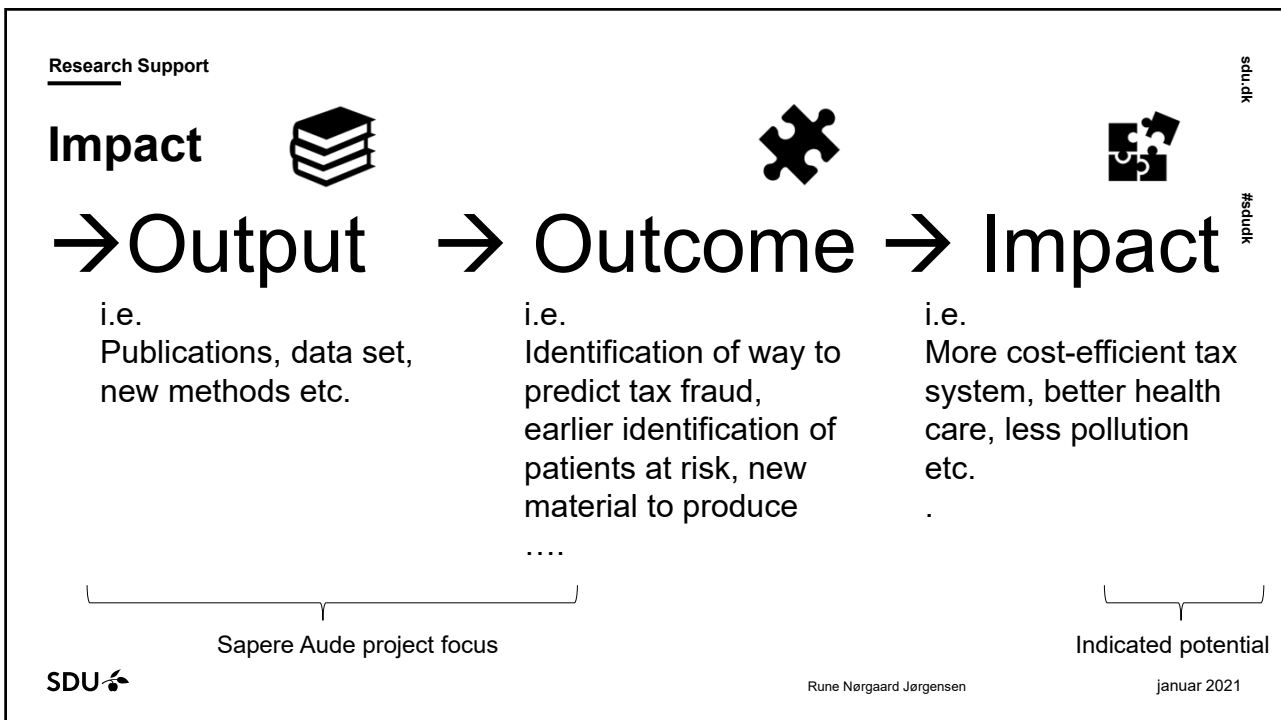 Research Support
sdu.dk
Impact
#sdudk
→Output → Outcome → Impact
i.e.
Publications, data set,
new methods etc.
i.e.
Identification of way to
predict tax fraud,
earlier identification of
patients at risk, new
material to produce
….
i.e.
More cost-efficient tax
system, better health
care, less pollution
etc.
.
Sapere Aude project focus
Indicated potential
SDU
Rune Nørgaard Jørgensen
januar 2021